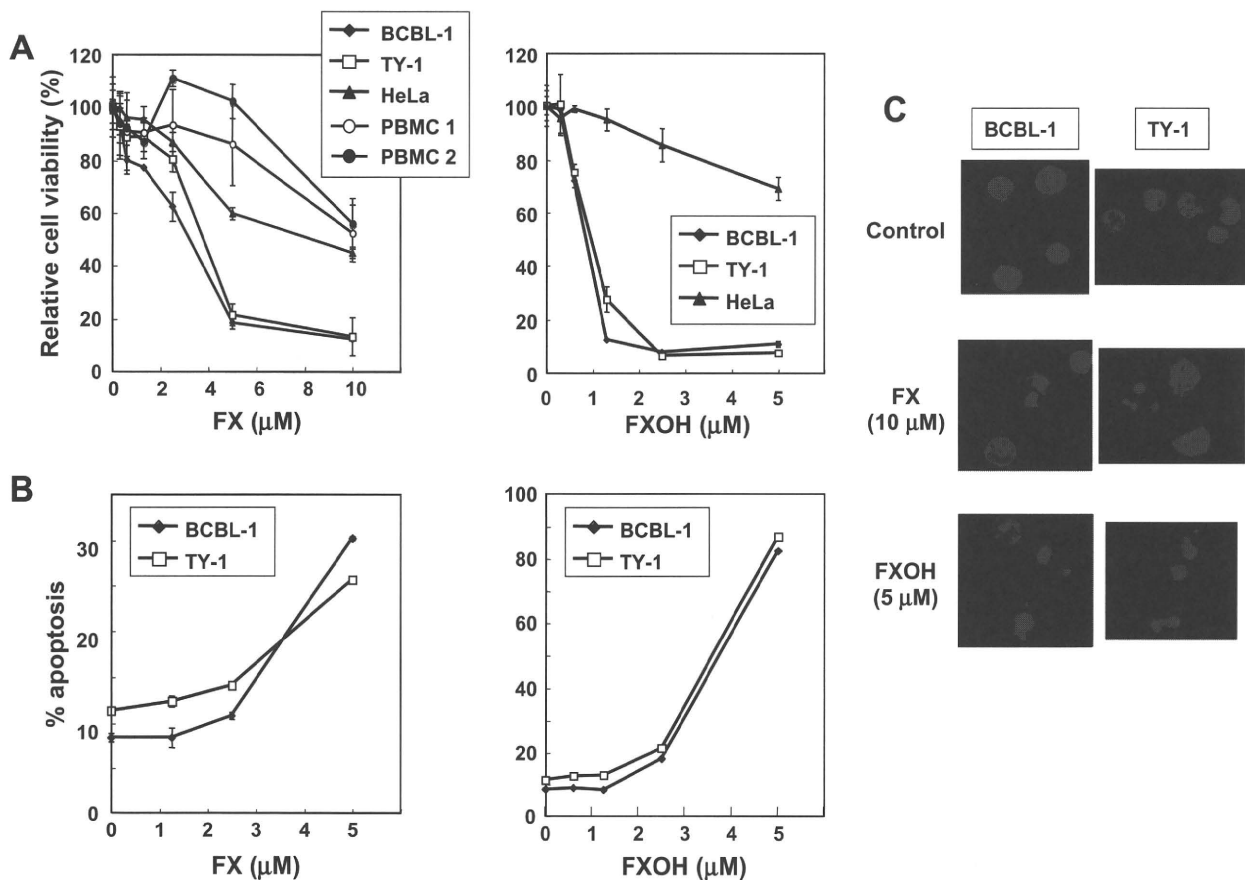 A
Relative cell viability (%)
120
100
80
60
40
20
0
0 2 4 6 8 10
FX (μM)
BCBL-1
TY-1
HeLa
PBMC 1
PBMC 2
120
100
80
60
40
20
0
0 1 2 3 4 5
FXOH (μM)
BCBL-1
TY-1
HeLa
B
% apoptosis
30
20
10
0
0 1 2 3 4 5
FX (μM)
BCBL-1
TY-1
100
80
60
40
20
0
0 1 2 3 4 5
FXOH (μM)
BCBL-1
TY-1
C
BCBL-1 TY-1
Control
FX
(10 μM)
FXOH
(5 μM)